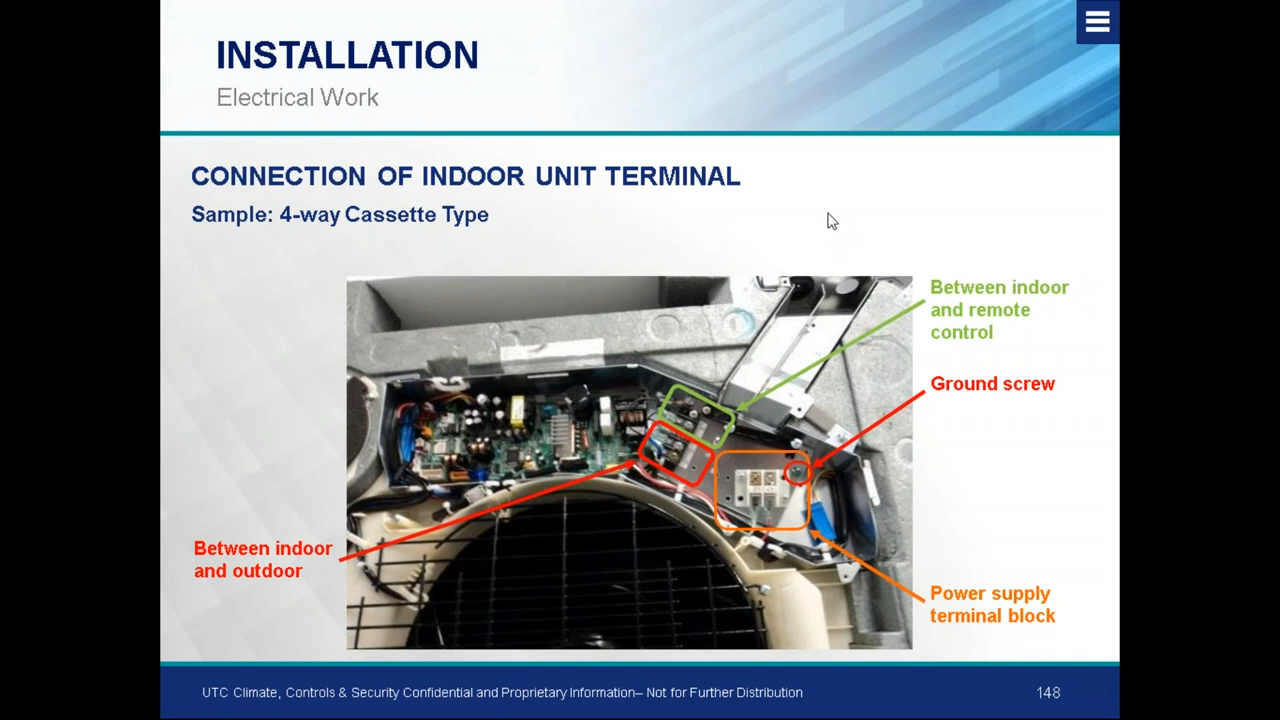 INSTALLATION
Electrical Work
CONNECTION OF INDOOR UNIT TERMINAL
Sample: 4-way Cassette Type
Between indoor
and remote
control
Ground screw
Between indoor
and outdoor
Power supply
terminal block
UTC Climate, Controls & Security Confidential and Proprietary Information– Not for Further Distribution
148